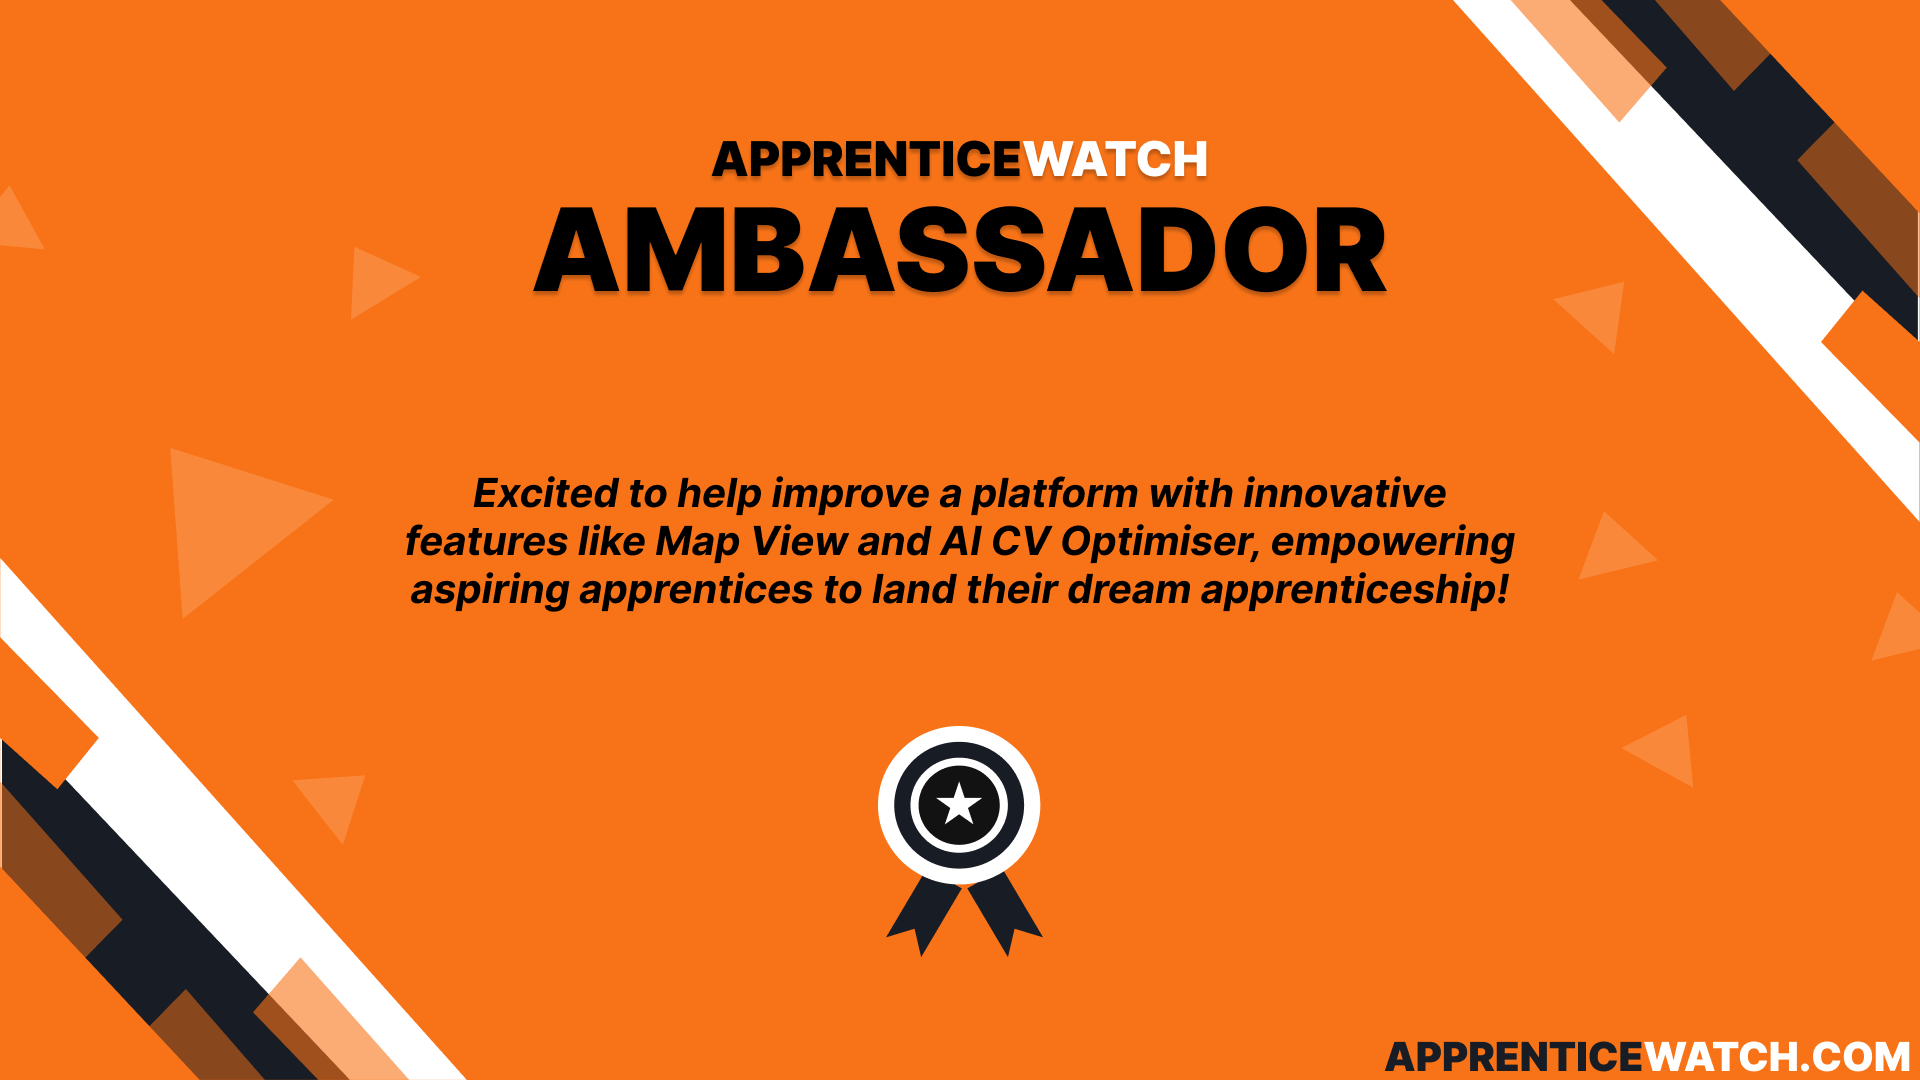 APPRENTICEWATCH
AMBASSADOR
Excited to help improve a platform with innovative
features like Map View and AI CV Optimiser, empowering
aspiring apprentices to land their dream apprenticeship!
APPRENTICEWATCH.COM